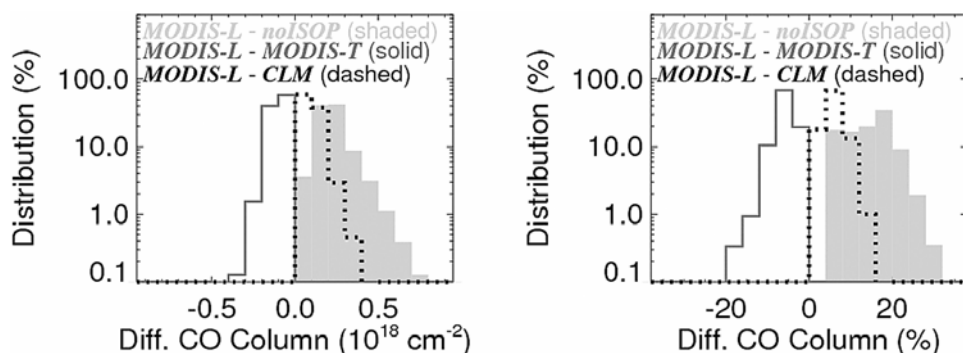 MODIS-L - noISOP (shaded)
MODIS-L - MODIS-T (solid)
MODIS-L - CLM (dashed)
Distribution (%)
100.0
10.0
1.0
0.1
-0.5 0.0 0.5
Diff. CO Column (10^18 cm^-2)
MODIS-L - noISOP (shaded)
MODIS-L - MODIS-T (solid)
MODIS-L - CLM (dashed)
Distribution (%)
100.0
10.0
1.0
0.1
-20 0 20
Diff. CO Column (%)